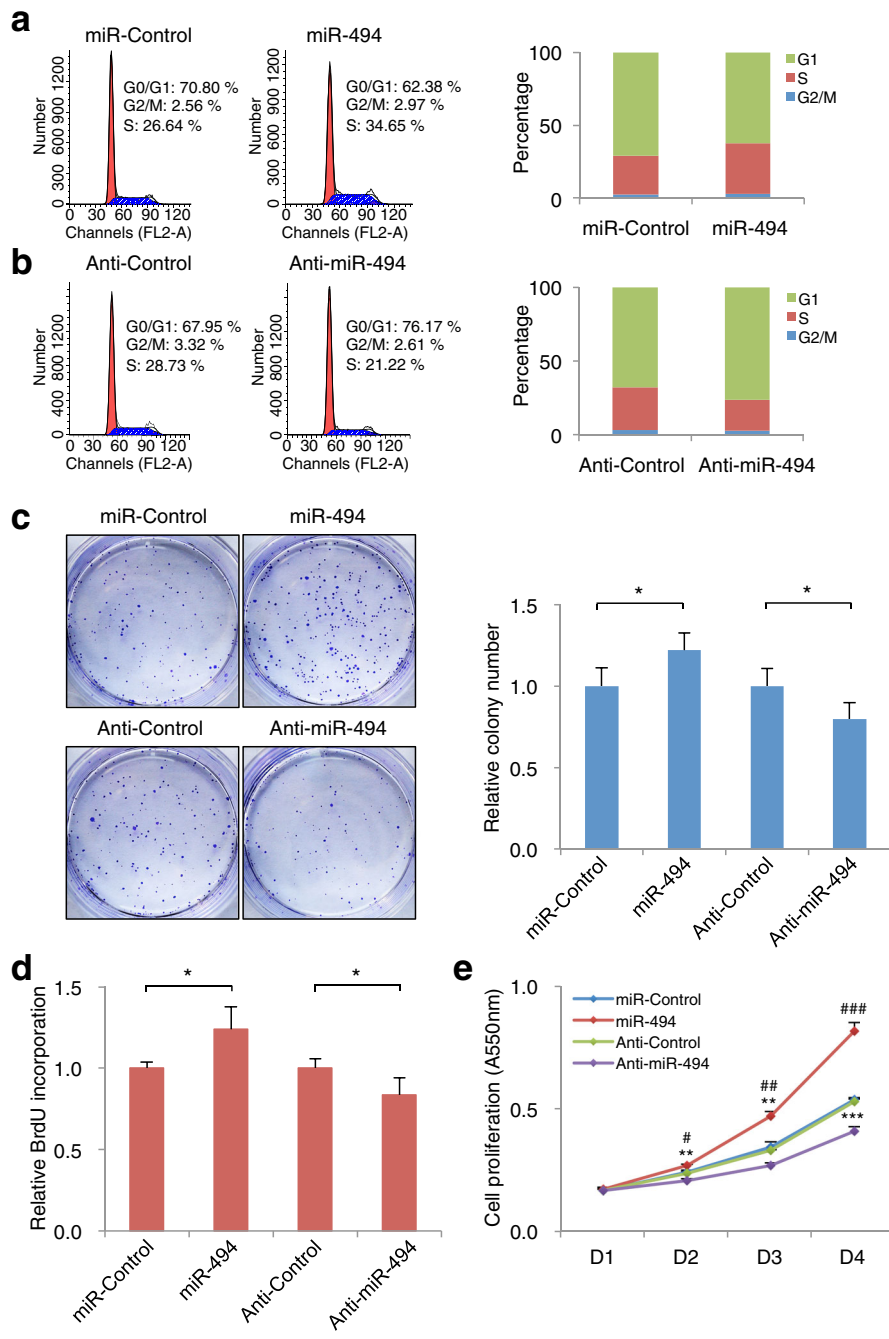 a
miR-Control
miR-494
Number
0 300 600 900 1200
G0/G1: 70.80 %
G2/M: 2.56 %
S: 26.64 %
0 30 60 90 120
Channels (FL2-A)
Number
0 300 600 900 1200
G0/G1: 62.38 %
G2/M: 2.97 %
S: 34.65 %
0 30 60 90 120
Channels (FL2-A)
Percentage
100
50
0
G1
S
G2/M
miR-Control
miR-494
b
Anti-Control
Anti-miR-494
Number
0 400 800 1200
G0/G1: 67.95 %
G2/M: 3.32 %
S: 28.73 %
0 30 60 90 120
Channels (FL2-A)
Number
0 400 800 1200
G0/G1: 76.17 %
G2/M: 2.61 %
S: 21.22 %
0 30 60 90 120
Channels (FL2-A)
Percentage
100
50
0
G1
S
G2/M
Anti-Control
Anti-miR-494
c
miR-Control
miR-494
Anti-Control
Anti-miR-494
Relative colony number
1.5
1.0
0.5
0.0
*
*
miR-Control
miR-494
Anti-Control
Anti-miR-494
d
Relative BrdU incorporation
1.5
1.0
0.5
0.0
*
*
miR-Control
miR-494
Anti-Control
Anti-miR-494
e
Cell proliferation (A550nm)
1.0
0.5
0.0
miR-Control
miR-494
Anti-Control
Anti-miR-494
#
**
##
**
###
***
D1
D2
D3
D4